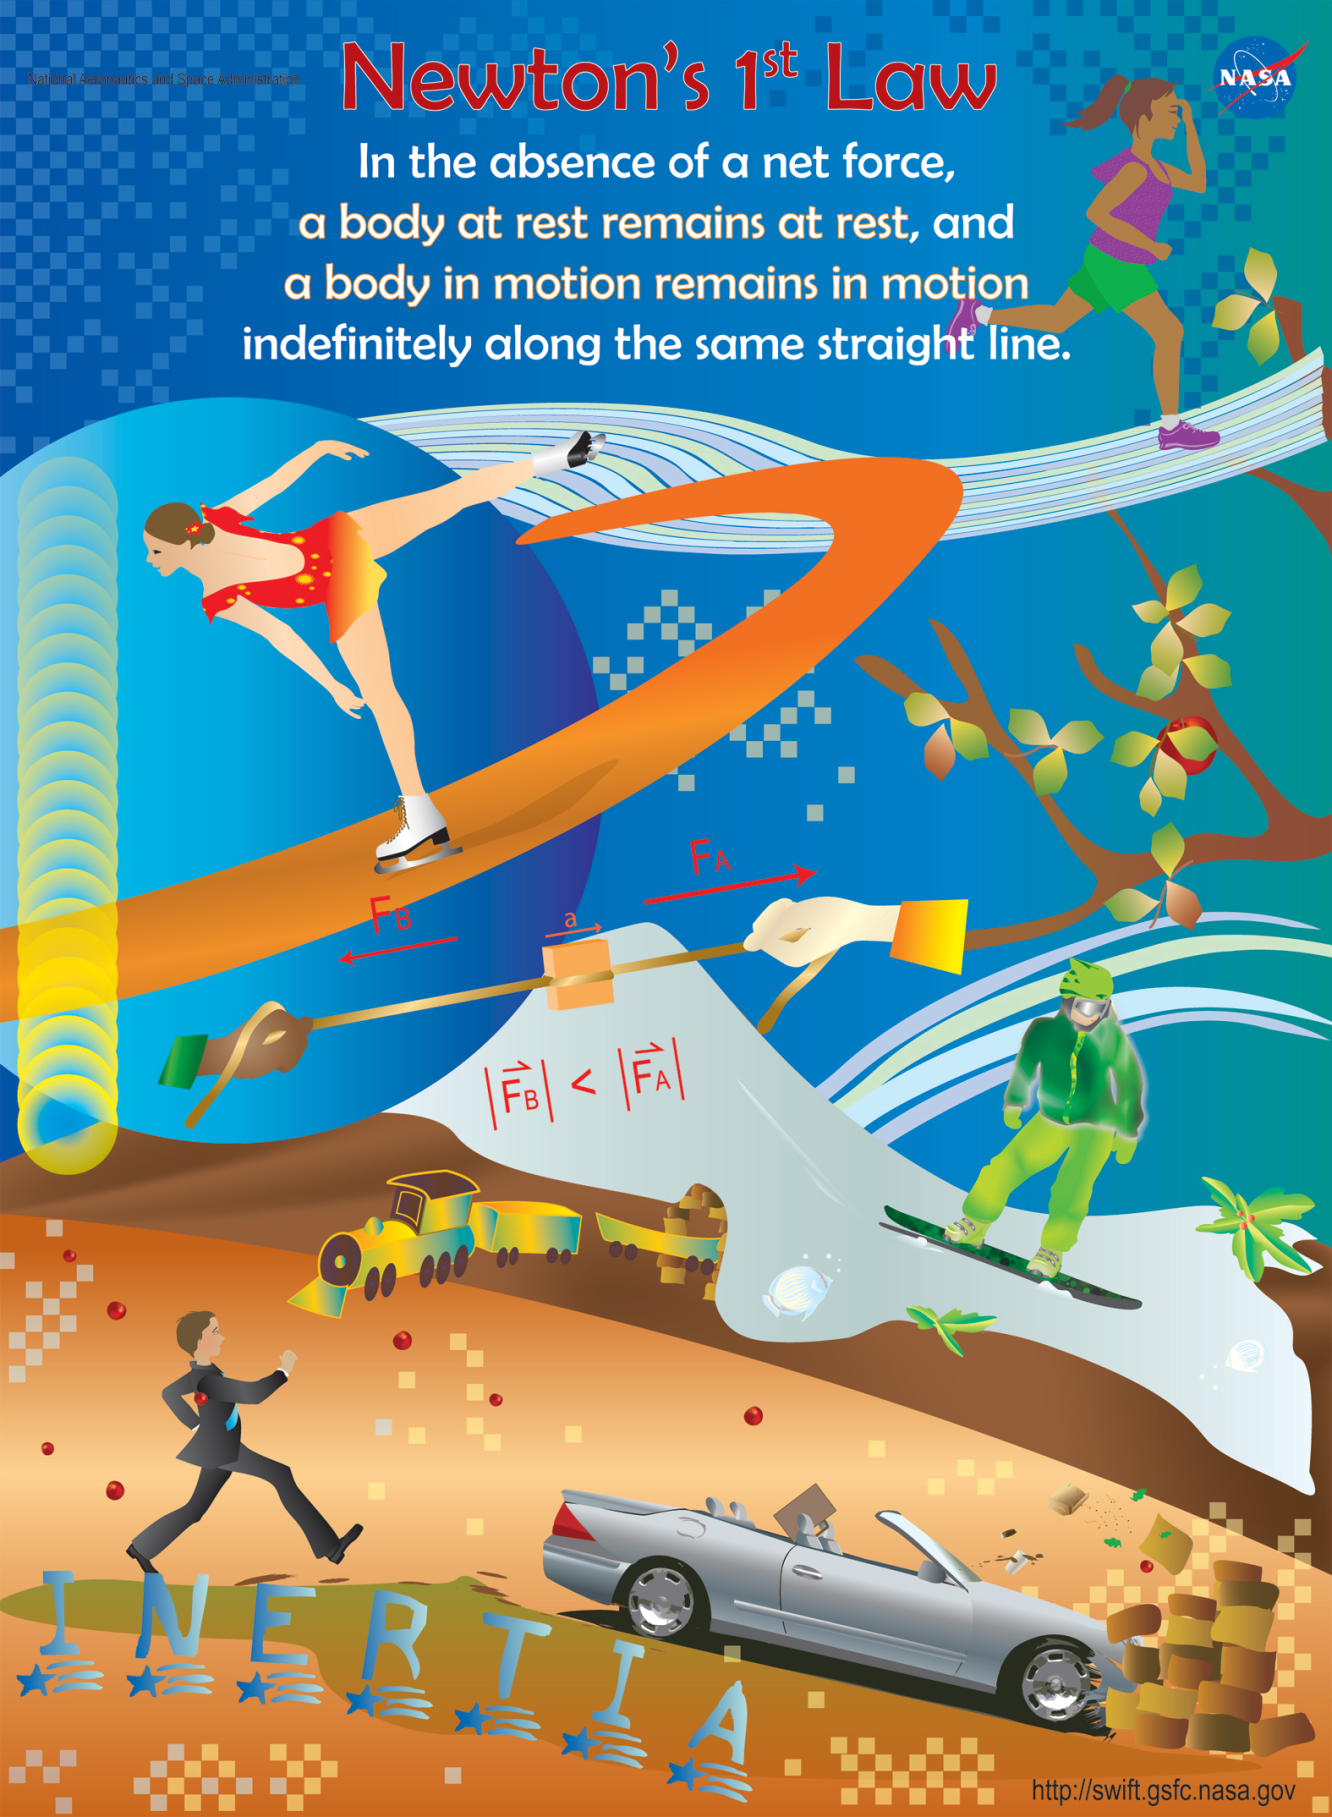 National Aeronautics and Space Administration
Newton's 1st Law
NASA
In the absence of a net force,
a body at rest remains at rest, and
a body in motion remains in motion
indefinitely along the same straight line.
FA
FB
a
|FB| < |FA|
INERTIA
http://swift.gsfc.nasa.gov